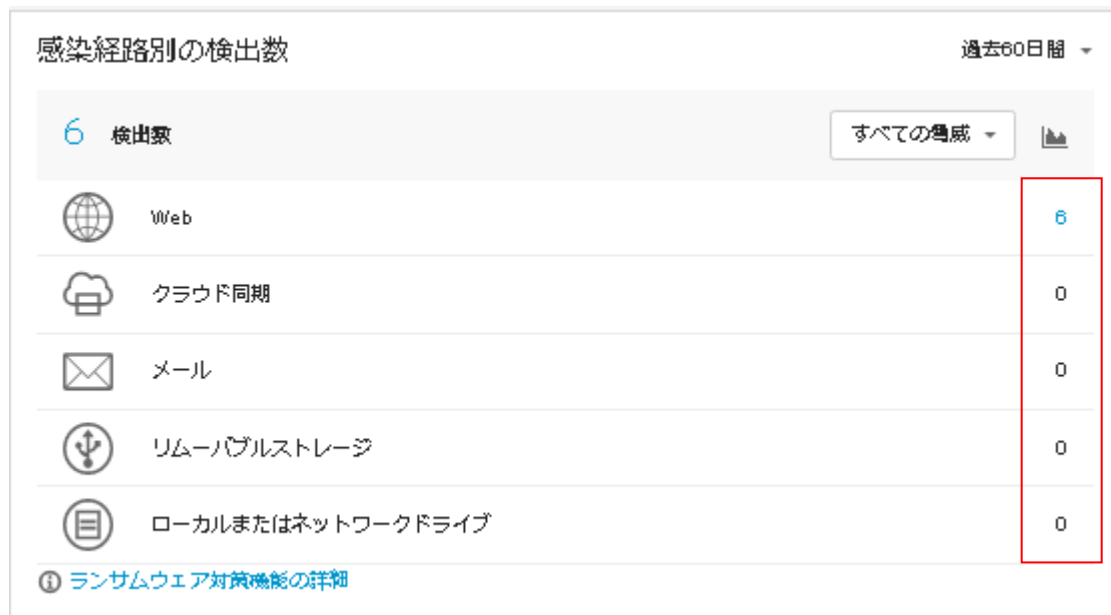 感染経路別の検出数 過去60日間
6 検出数 すべての脅威
Web 6
クラウド同期 0
メール 0
リムーバブルストレージ 0
ローカルまたはネットワークドライブ 0
ランサムウェア対策機能の詳細